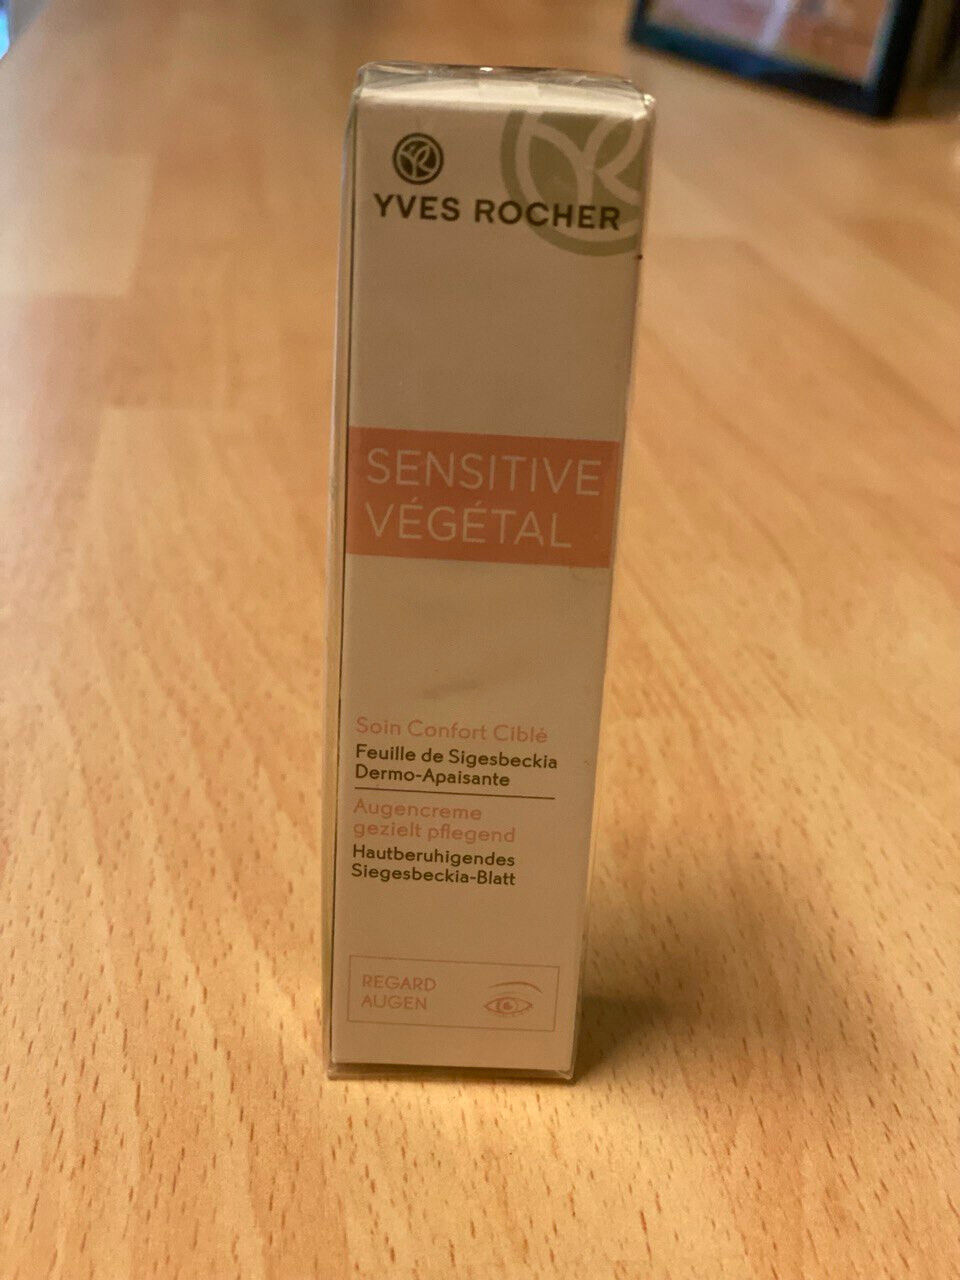 YVES ROCHER
SENSITIVE
VÉGÉTAL
Soin Confort Ciblé
Feuille de Sigesbeckia
Dermo-Apaisante
Augencreme
gezielt pflegend
Hautberuhigendes
Siegesbeckia-Blatt
REGARD
AUGEN